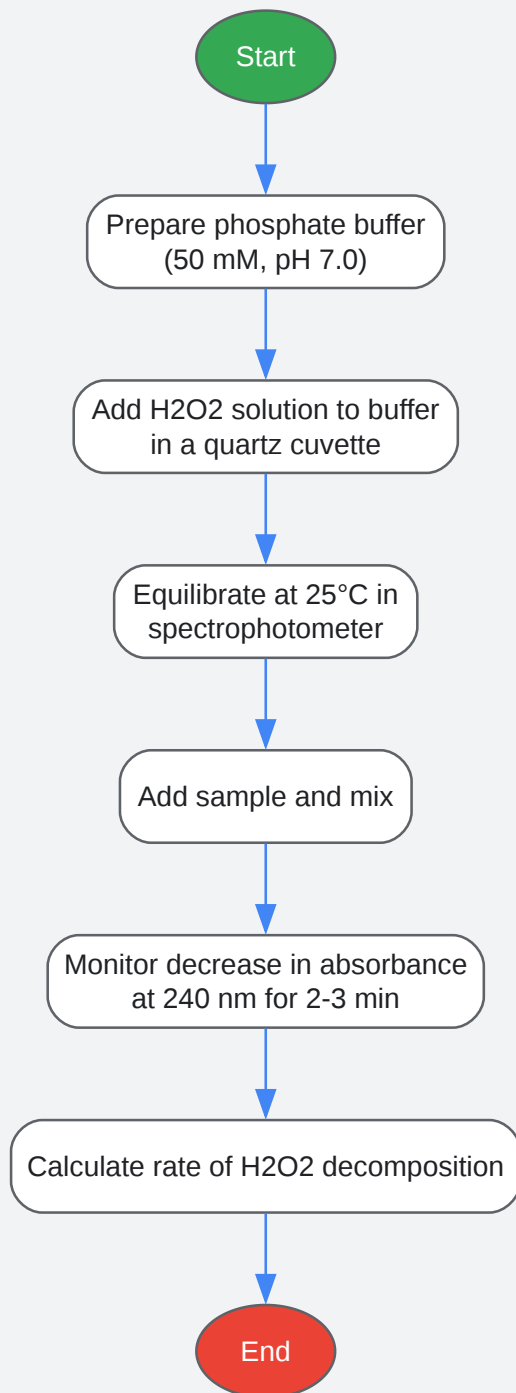 Start
Prepare phosphate buffer
(50 mM, pH 7.0)
Add H2O2 solution to buffer
in a quartz cuvette
Equilibrate at 25°C in
spectrophotometer
Add sample and mix
Monitor decrease in absorbance
at 240 nm for 2-3 min
Calculate rate of H2O2 decomposition
End